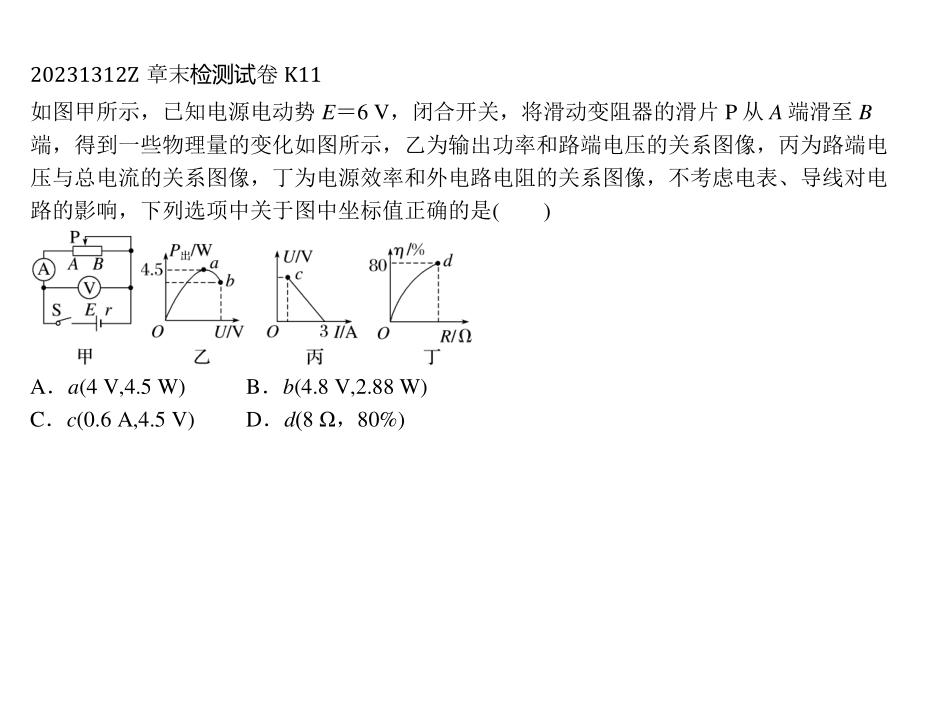 20231312Z 章末检测试卷 K11
如图甲所示，已知电源电动势 E＝6 V，闭合开关，将滑动变阻器的滑片 P 从 A 端滑至 B
端，得到一些物理量的变化如图所示，乙为输出功率和路端电压的关系图像，丙为路端电
压与总电流的关系图像，丁为电源效率和外电路电阻的关系图像，不考虑电表、导线对电
路的影响，下列选项中关于图中坐标值正确的是(　　)
P
A B
A
V
S E r
甲
P出/W
4.5
a
b
O U/V
乙
U/V
c
O 3 I/A
丙
η/%
80
d
O R/Ω
丁
A．a(4 V,4.5 W) B．b(4.8 V,2.88 W)
C．c(0.6 A,4.5 V) D．d(8 Ω，80%)